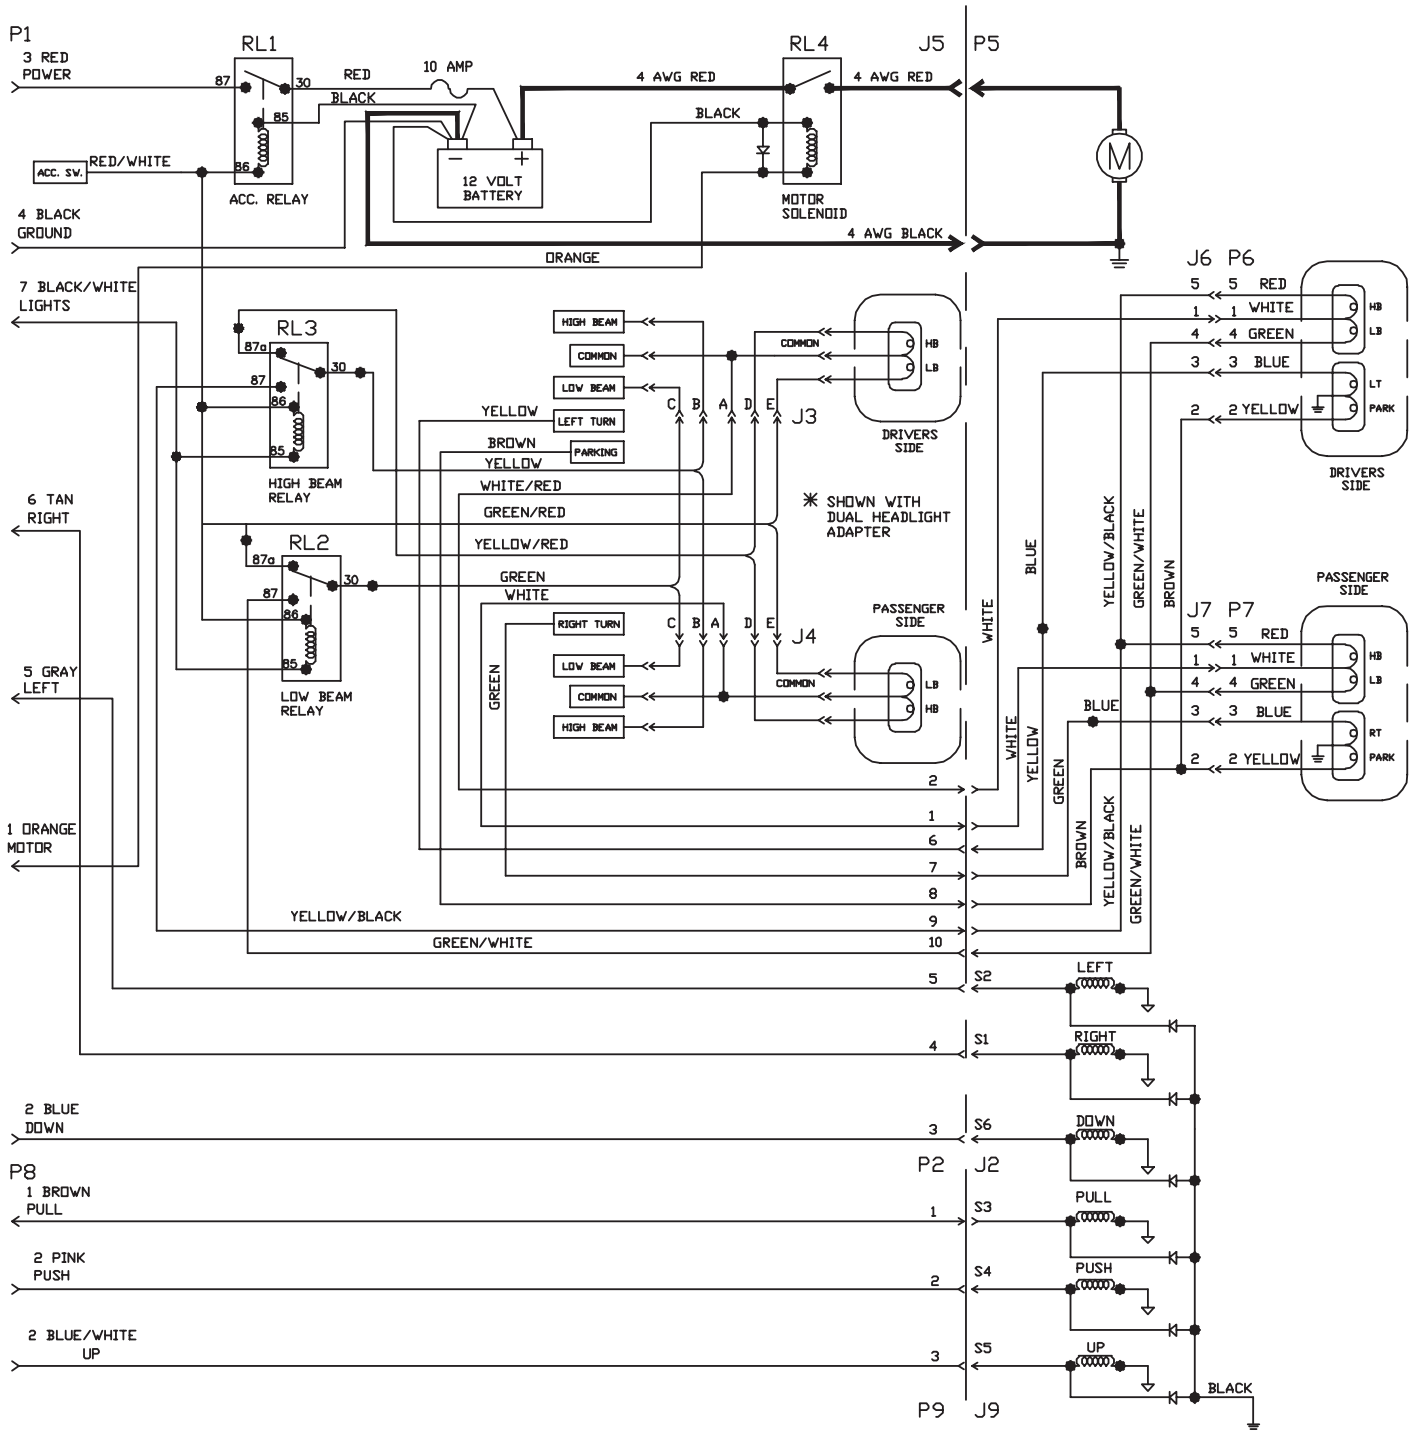 P1
3 RED
POWER
RL1
87
30
RED
10 AMP
BLACK
85
86
ACC. SW.
RED/WHITE
ACC. RELAY
−
+
12 VOLT
BATTERY
4 AWG RED
RL4
4 AWG RED
J5
P5
BLACK
MOTOR
SOLENOID
M
4 BLACK
GROUND
4 AWG BLACK
ORANGE
7 BLACK/WHITE
LIGHTS
RL3
87a
30
87
86
85
HIGH BEAM
RELAY
HIGH BEAM
COMMON
LOW BEAM
LEFT TURN
PARKING
YELLOW
BROWN
YELLOW
WHITE/RED
GREEN/RED
YELLOW/RED
GREEN
WHITE
C B A D E
J3
COMMON
HB
LB
DRIVERS
SIDE
✳ SHOWN WITH
DUAL HEADLIGHT
ADAPTER
J6 P6
5 5 RED
1 1 WHITE
4 4 GREEN
3 3 BLUE
2 2 YELLOW
HB
LB
LT
PARK
DRIVERS
SIDE
6 TAN
RIGHT
RL2
87a
30
87
86
85
LOW BEAM
RELAY
RIGHT TURN
LOW BEAM
COMMON
HIGH BEAM
GREEN
C B A D E
J4
COMMON
PASSENGER
SIDE
LB
HB
WHITE
BLUE
YELLOW/BLACK
GREEN/WHITE
BROWN
PASSENGER
SIDE
J7 P7
5 5 RED
1 1 WHITE
4 4 GREEN
3 3 BLUE
2 2 YELLOW
HB
LB
RT
PARK
BLUE
WHITE
YELLOW
GREEN
BROWN
YELLOW/BLACK
GREEN/WHITE
5 GRAY
LEFT
1 ORANGE
MOTOR
2
1
6
7
8
YELLOW/BLACK
9
GREEN/WHITE
10
5
S2
LEFT
4
S1
RIGHT
2 BLUE
DOWN
3
S6
DOWN
P2
J2
P8
1 BROWN
PULL
1
S3
PULL
2 PINK
PUSH
2
S4
PUSH
2 BLUE/WHITE
UP
3
S5
UP
BLACK
P9
J9